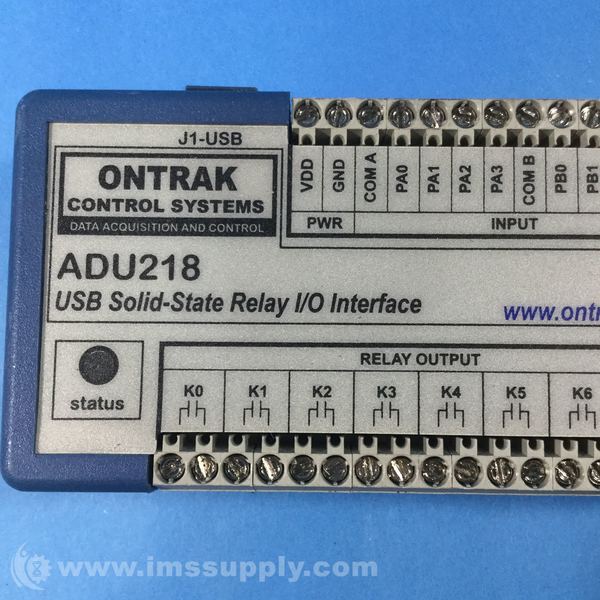 J1-USB
ONTRAK
CONTROL SYSTEMS
DATA ACQUISITION AND CONTROL
VDD GND COM A PA0 PA1 PA2 PA3 COM B PB0 PB1
PWR INPUT
ADU218
USB Solid-State Relay I/O Interface
www.ontr
RELAY OUTPUT
status
K0 K1 K2 K3 K4 K5 K6
www.imssupply.com